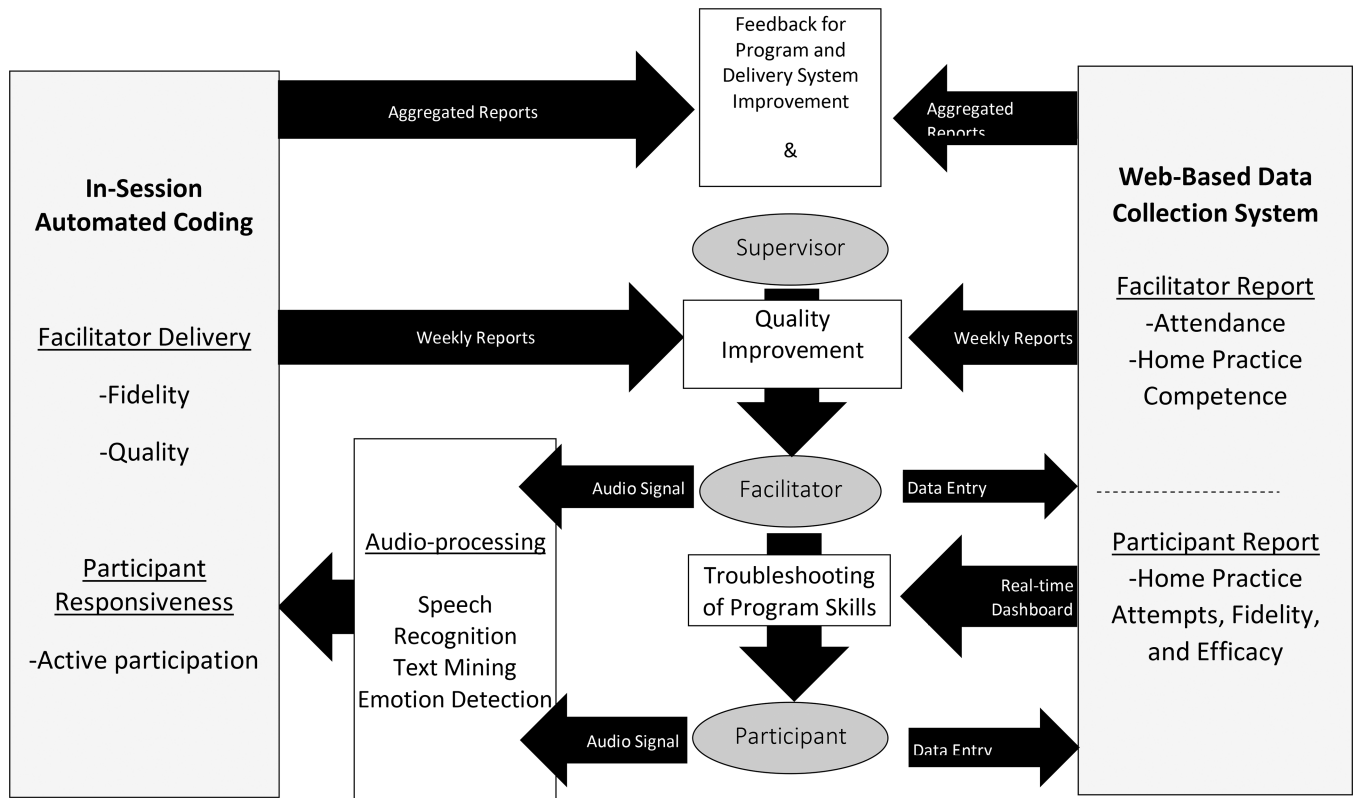 Feedback for
Program and
Delivery System
Improvement
&
Aggregated Reports
Aggregated
Reports
In-Session
Automated Coding
Facilitator Delivery
-Fidelity
-Quality
Participant
Responsiveness
-Active participation
Supervisor
Weekly Reports
Quality
Improvement
Weekly Reports
Audio-processing
Speech
Recognition
Text Mining
Emotion Detection
Audio Signal
Facilitator
Data Entry
Troubleshooting
of Program Skills
Real-time
Dashboard
Audio Signal
Participant
Data Entry
Web-Based Data
Collection System
Facilitator Report
-Attendance
-Home Practice
Competence
Participant Report
-Home Practice
Attempts, Fidelity,
and Efficacy